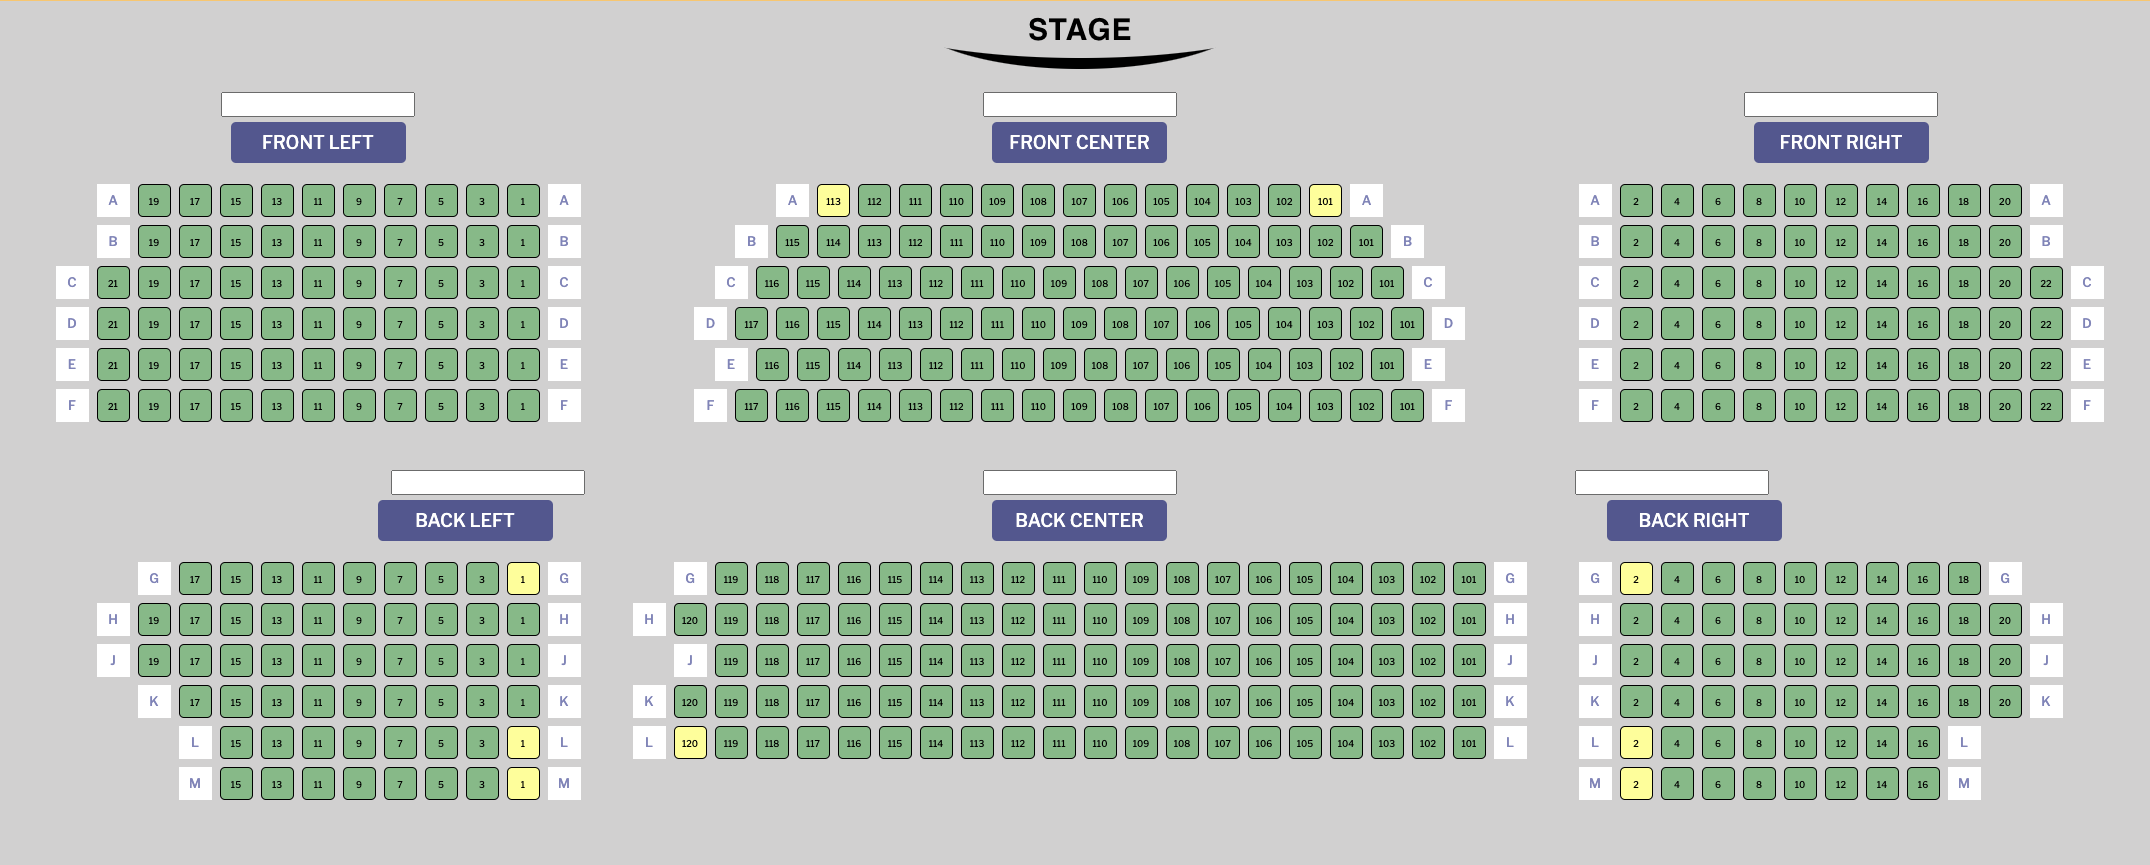 STAGE
FRONT LEFT
A 19 17 15 13 11 9 7 5 3 1 A
B 19 17 15 13 11 9 7 5 3 1 B
C 21 19 17 15 13 11 9 7 5 3 1 C
D 21 19 17 15 13 11 9 7 5 3 1 D
E 21 19 17 15 13 11 9 7 5 3 1 E
F 21 19 17 15 13 11 9 7 5 3 1 F
FRONT CENTER
A 113 112 111 110 109 108 107 106 105 104 103 102 101 A
B 115 114 113 112 111 110 109 108 107 106 105 104 103 102 101 B
C 116 115 114 113 112 111 110 109 108 107 106 105 104 103 102 101 C
D 117 116 115 114 113 112 111 110 109 108 107 106 105 104 103 102 101 D
E 116 115 114 113 112 111 110 109 108 107 106 105 104 103 102 101 E
F 117 116 115 114 113 112 111 110 109 108 107 106 105 104 103 102 101 F
FRONT RIGHT
A 2 4 6 8 10 12 14 16 18 20 A
B 2 4 6 8 10 12 14 16 18 20 B
C 2 4 6 8 10 12 14 16 18 20 22 C
D 2 4 6 8 10 12 14 16 18 20 22 D
E 2 4 6 8 10 12 14 16 18 20 22 E
F 2 4 6 8 10 12 14 16 18 20 22 F
BACK LEFT
G 17 15 13 11 9 7 5 3 1 G
H 19 17 15 13 11 9 7 5 3 1 H
J 19 17 15 13 11 9 7 5 3 1 J
K 17 15 13 11 9 7 5 3 1 K
L 15 13 11 9 7 5 3 1 L
M 15 13 11 9 7 5 3 1 M
BACK CENTER
G 119 118 117 116 115 114 113 112 111 110 109 108 107 106 105 104 103 102 101 G
H 120 119 118 117 116 115 114 113 112 111 110 109 108 107 106 105 104 103 102 101 H
J 119 118 117 116 115 114 113 112 111 110 109 108 107 106 105 104 103 102 101 J
K 120 119 118 117 116 115 114 113 112 111 110 109 108 107 106 105 104 103 102 101 K
L 120 119 118 117 116 115 114 113 112 111 110 109 108 107 106 105 104 103 102 101 L
BACK RIGHT
G 2 4 6 8 10 12 14 16 18 G
H 2 4 6 8 10 12 14 16 18 20 H
J 2 4 6 8 10 12 14 16 18 20 J
K 2 4 6 8 10 12 14 16 18 20 K
L 2 4 6 8 10 12 14 16 L
M 2 4 6 8 10 12 14 16 M